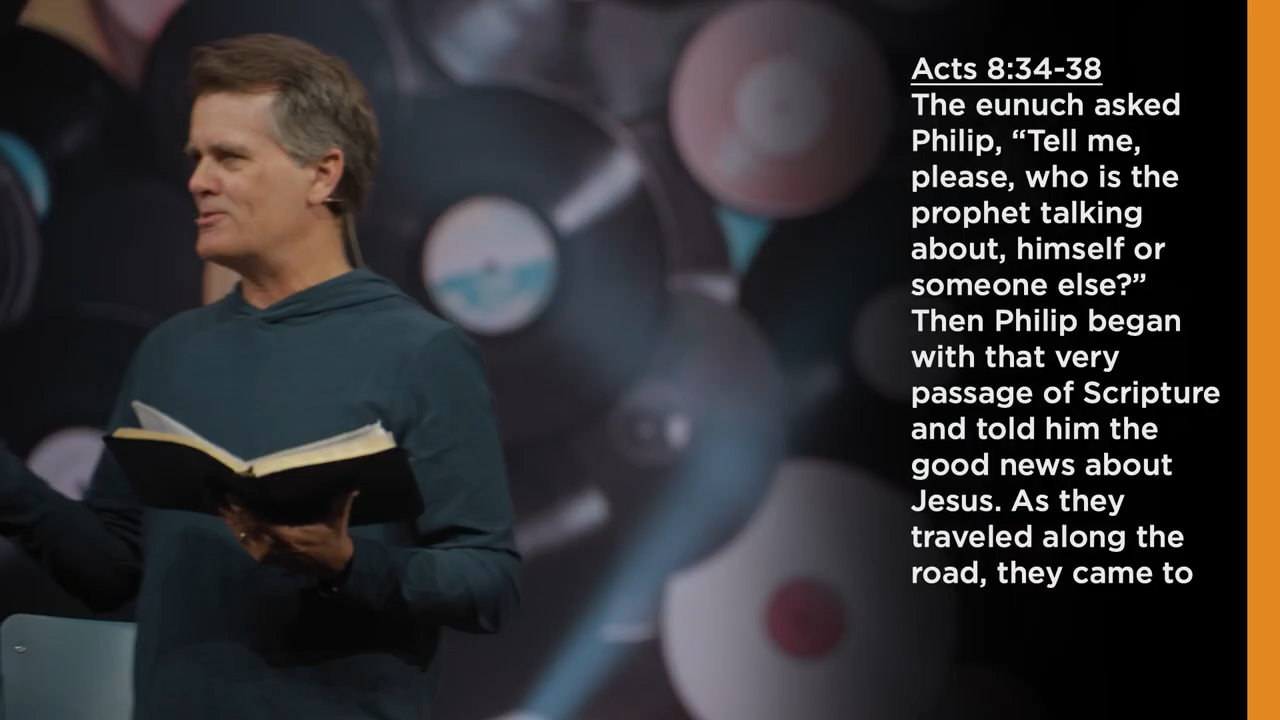 Acts 8:34-38
The eunuch asked
Philip, “Tell me,
please, who is the
prophet talking
about, himself or
someone else?”
Then Philip began
with that very
passage of Scripture
and told him the
good news about
Jesus. As they
traveled along the
road, they came to